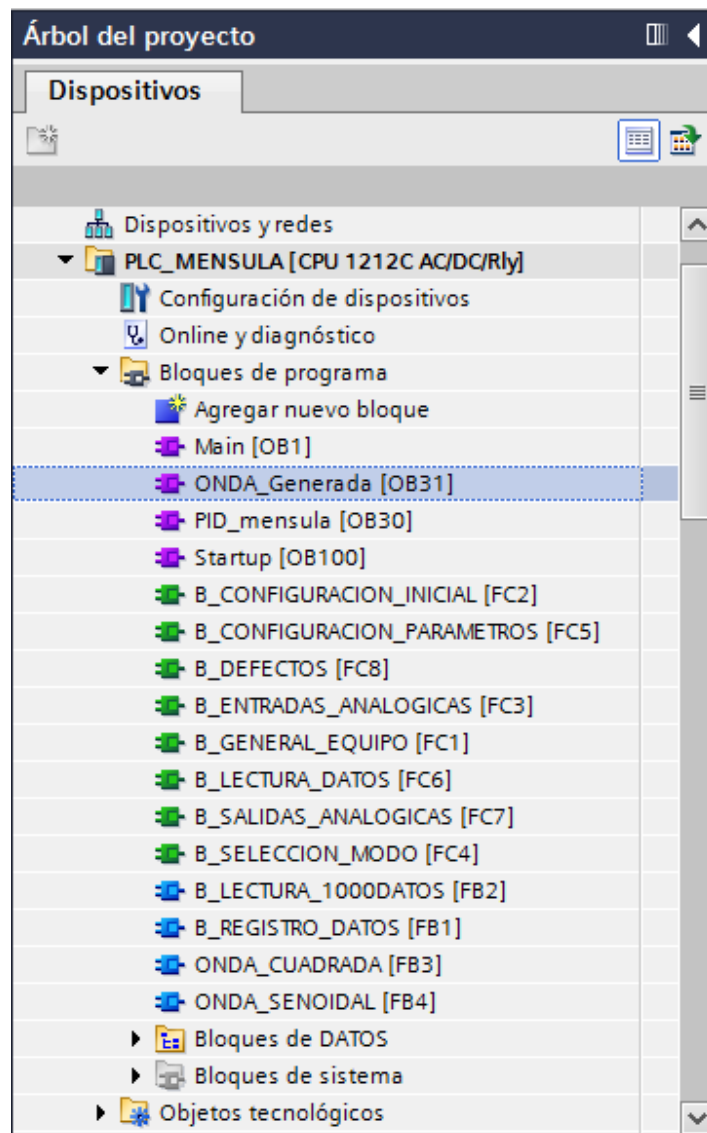 Árbol del proyecto
Dispositivos
Dispositivos y redes
PLC_MENSULA [CPU 1212C AC/DC/Rly]
Configuración de dispositivos
Online y diagnóstico
Bloques de programa
Agregar nuevo bloque
Main [OB1]
ONDA_Generada [OB31]
PID_mensula [OB30]
Startup [OB100]
B_CONFIGURACION_INICIAL [FC2]
B_CONFIGURACION_PARAMETROS [FC5]
B_DEFECTOS [FC8]
B_ENTRADAS_ANALOGICAS [FC3]
B_GENERAL_EQUIPO [FC1]
B_LECTURA_DATOS [FC6]
B_SALIDAS_ANALOGICAS [FC7]
B_SELECCION_MODO [FC4]
B_LECTURA_1000DATOS [FB2]
B_REGISTRO_DATOS [FB1]
ONDA_CUADRADA [FB3]
ONDA_SENOIDAL [FB4]
Bloques de DATOS
Bloques de sistema
Objetos tecnológicos